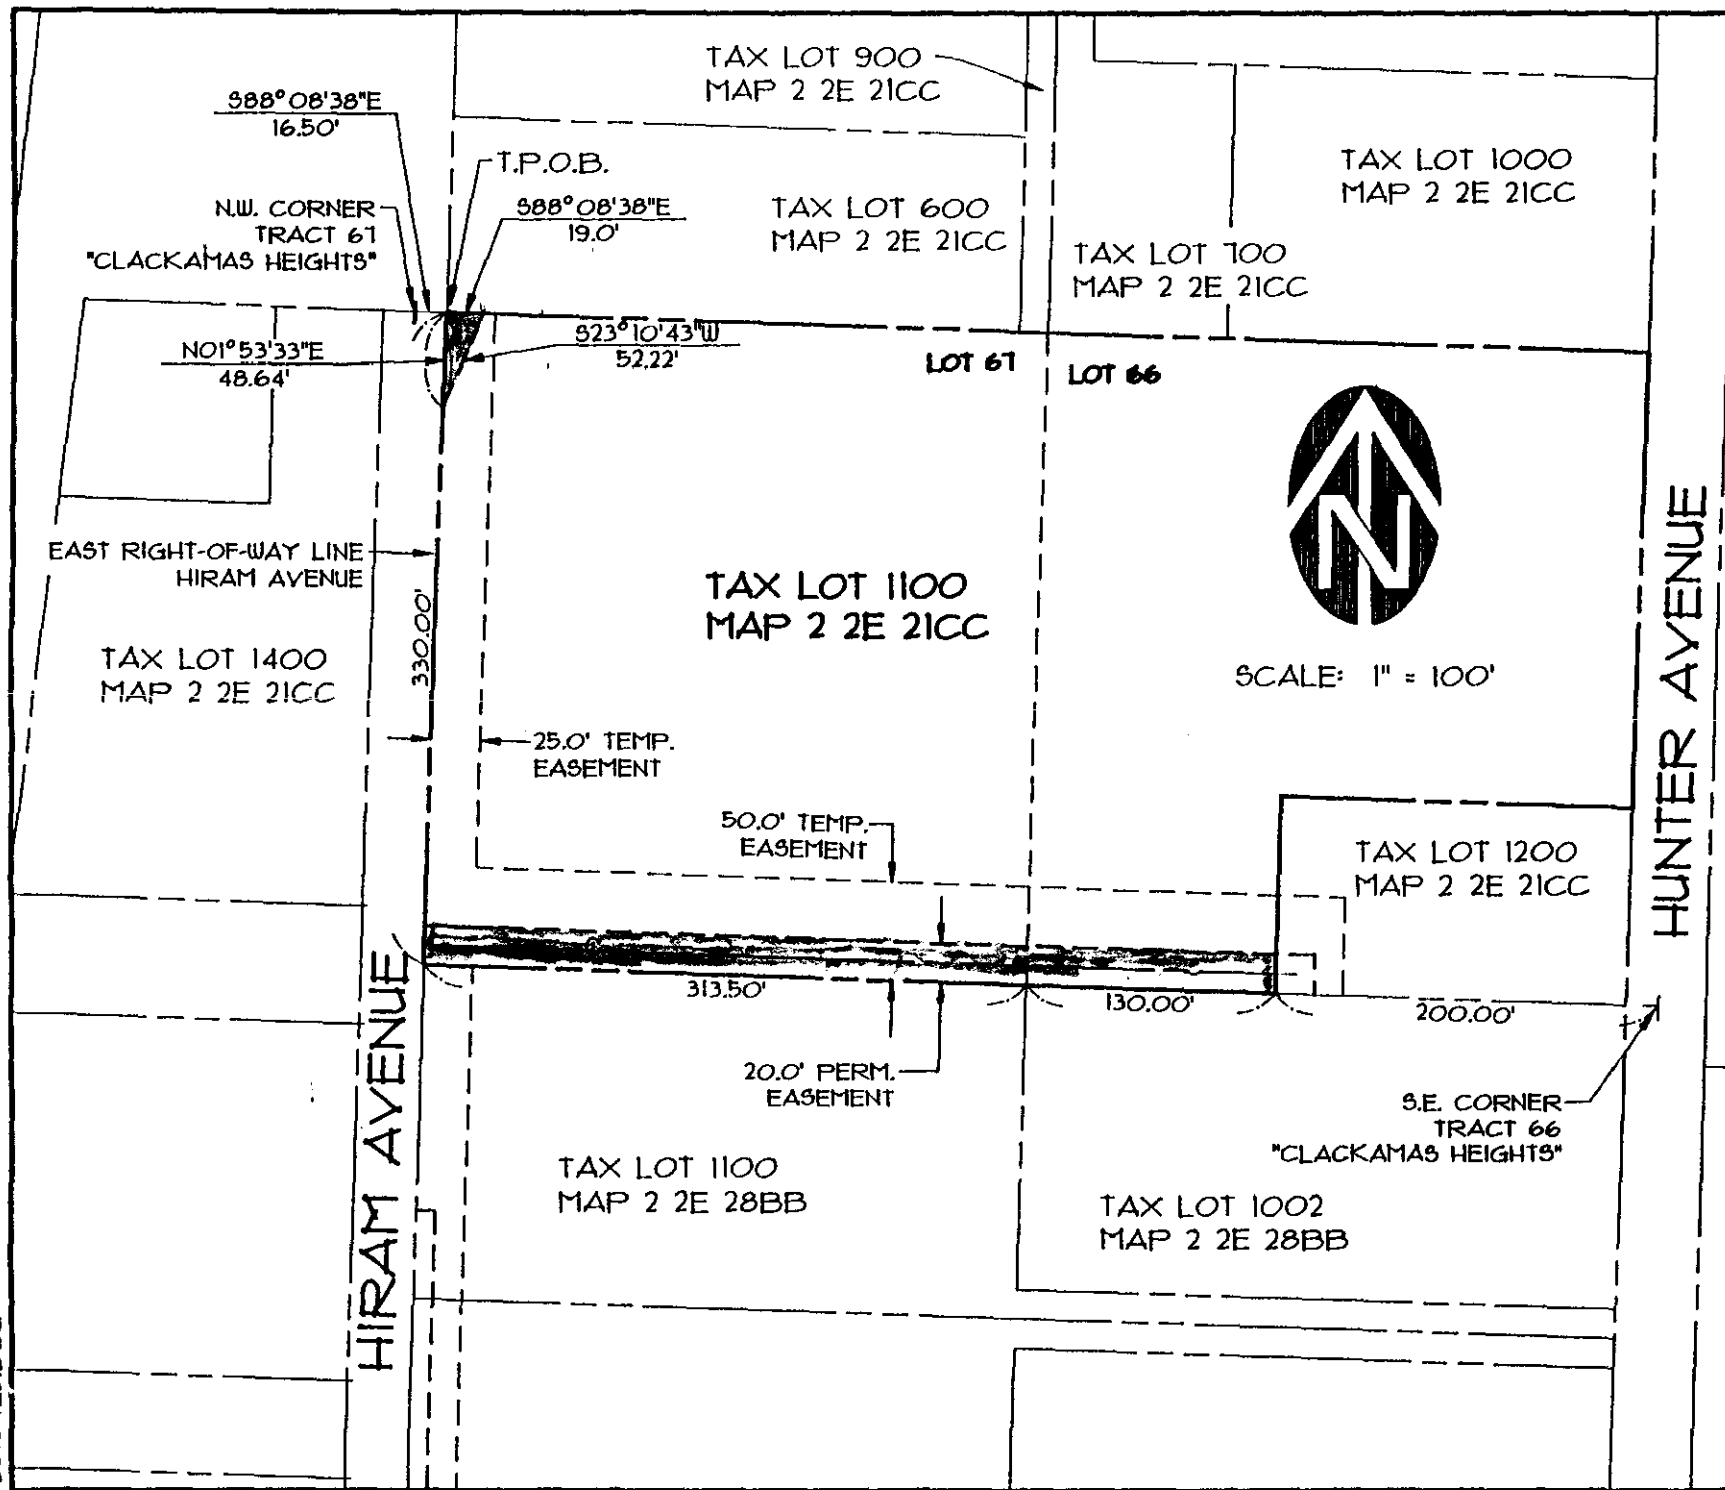 TAX LOT 900
MAP 2 2E 21CC
S88°08'38"E
16.50'
T.P.O.B.
N.W. CORNER
TRACT 67
"CLACKAMAS HEIGHTS"
S88°08'38"E
19.0'
TAX LOT 600
MAP 2 2E 21CC
TAX LOT 1000
MAP 2 2E 21CC
TAX LOT 700
MAP 2 2E 21CC
N01°53'33"E
48.64'
S23°10'43"W
52.22'
LOT 67
LOT 66
N
EAST RIGHT-OF-WAY LINE
HIRAM AVENUE
330.00'
TAX LOT 1100
MAP 2 2E 21CC
SCALE: 1" = 100'
HUNTER AVENUE
TAX LOT 1400
MAP 2 2E 21CC
25.0' TEMP.
EASEMENT
50.0' TEMP.
EASEMENT
TAX LOT 1200
MAP 2 2E 21CC
313.50'
130.00'
200.00'
HIRAM AVENUE
20.0' PERM.
EASEMENT
S.E. CORNER
TRACT 66
"CLACKAMAS HEIGHTS"
TAX LOT 1100
MAP 2 2E 28BB
TAX LOT 1002
MAP 2 2E 28BB